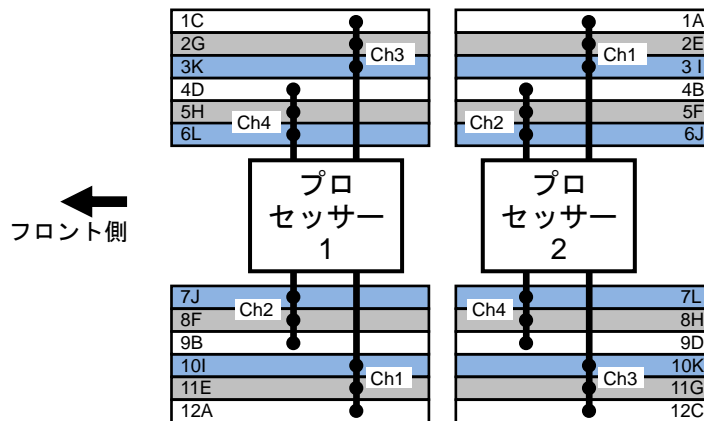 1C
2G
3K
4D
5H
6L
Ch3
Ch4
1A
2E
3 I
4B
5F
6J
Ch1
Ch2
プロ
セッサー
1
プロ
セッサー
2
フロント側
7J
8F
9B
10I
11E
12A
Ch2
Ch1
7L
8H
9D
10K
11G
12C
Ch4
Ch3